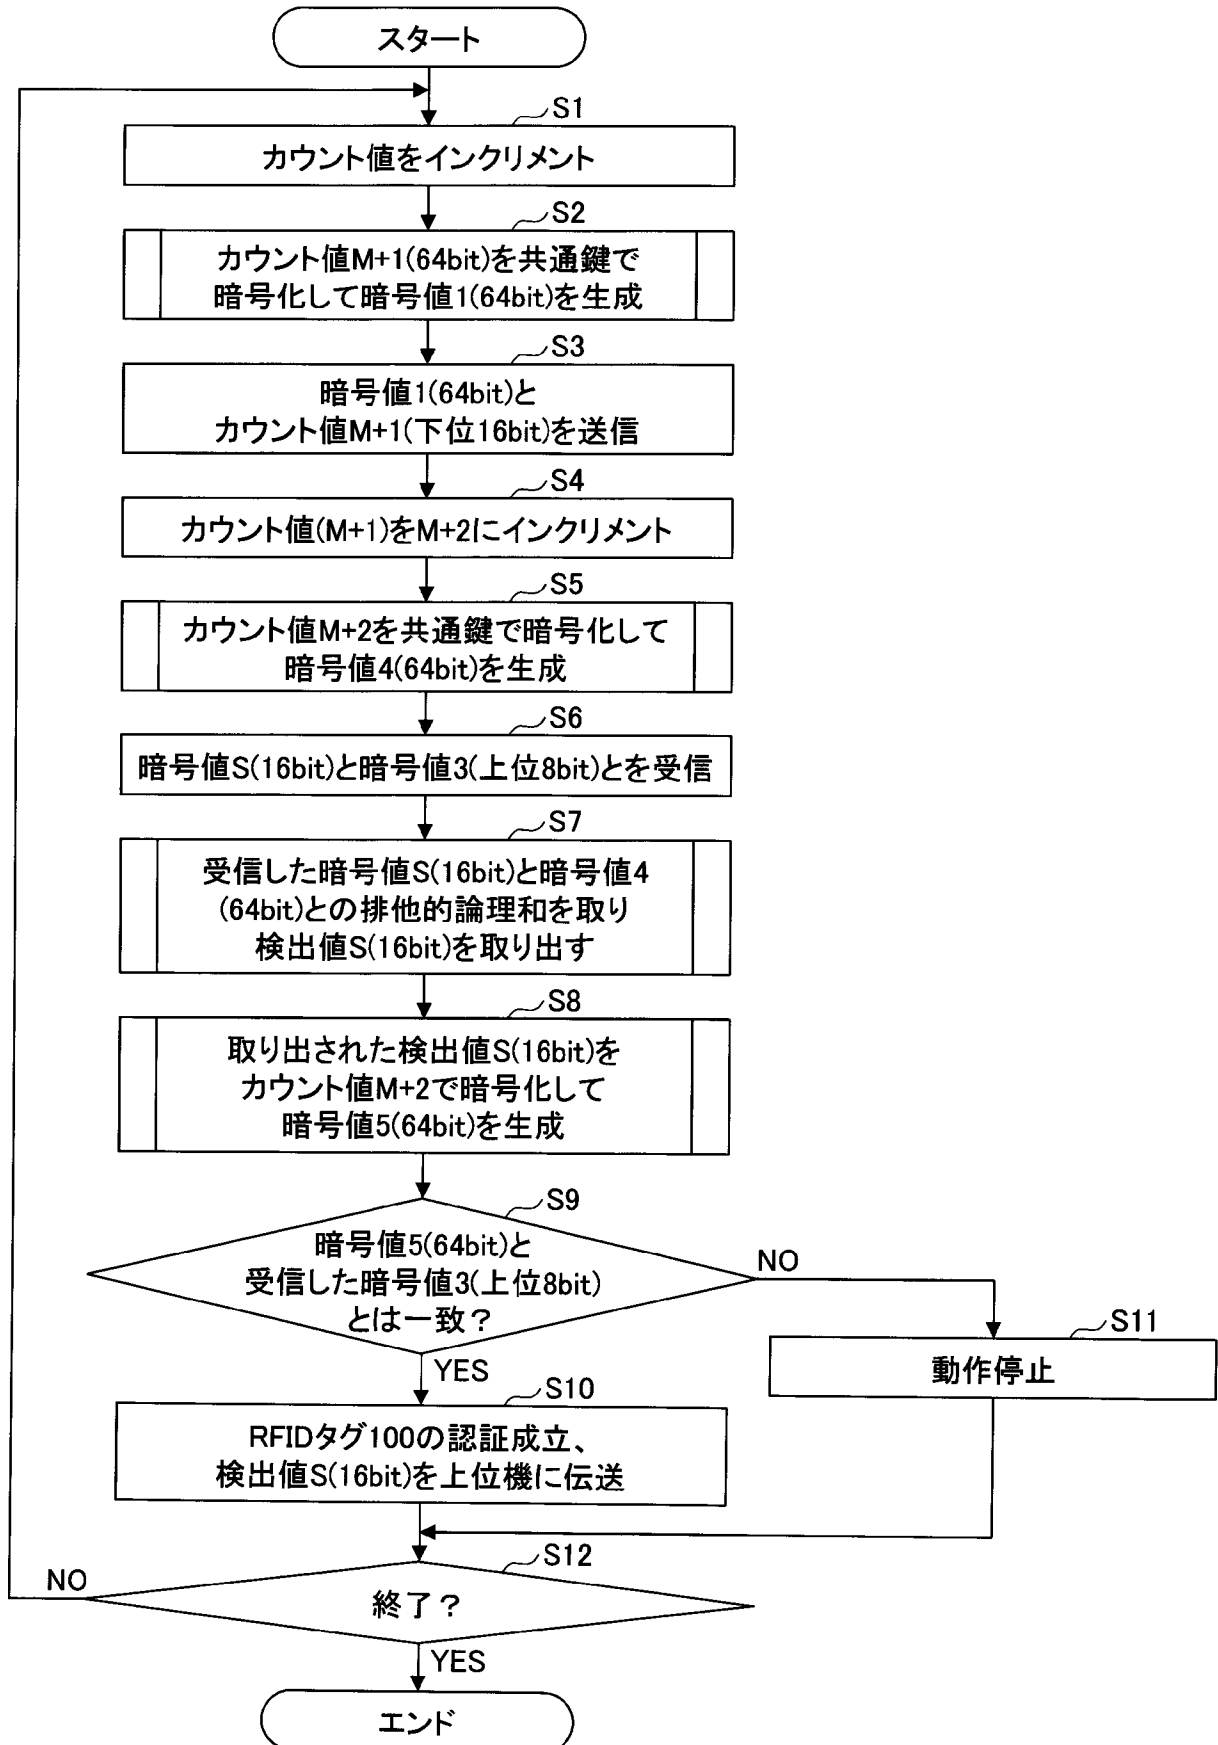 スタート
S1
カウント値をインクリメント
S2
カウント値M+1(64bit)を共通鍵で
暗号化して暗号値1(64bit)を生成
S3
暗号値1(64bit)と
カウント値M+1(下位16bit)を送信
S4
カウント値(M+1)をM+2にインクリメント
S5
カウント値M+2を共通鍵で暗号化して
暗号値4(64bit)を生成
S6
暗号値S(16bit)と暗号値3(上位8bit)とを受信
S7
受信した暗号値S(16bit)と暗号値4
(64bit)との排他的論理和を取り
検出値S(16bit)を取り出す
S8
取り出された検出値S(16bit)を
カウント値M+2で暗号化して
暗号値5(64bit)を生成
S9
暗号値5(64bit)と
受信した暗号値3(上位8bit)
とは一致？
NO
S11
動作停止
YES
S10
RFIDタグ100の認証成立、
検出値S(16bit)を上位機に伝送
S12
NO
終了？
YES
エンド